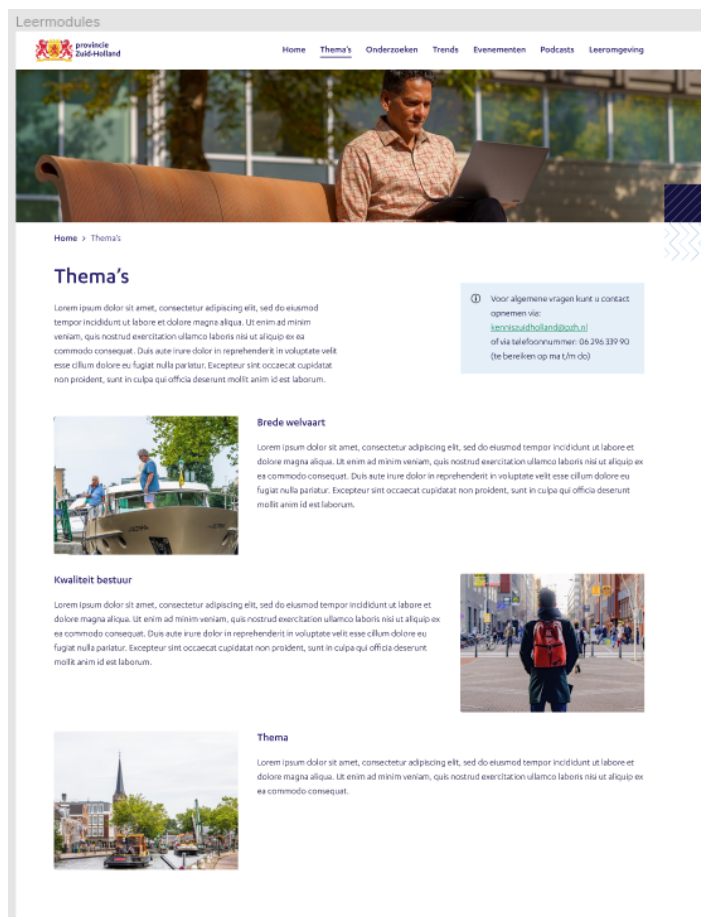 Leermodules
provincie
Zuid-Holland
Home Thema's Onderzoeken Trends Evenementen Podcasts Leeromgeving
Home > Thema's
Thema's
Lorem ipsum dolor sit amet, consectetur adipiscing elit, sed do eiusmod
tempor incididunt ut labore et dolore magna aliqua. Ut enim ad minim
veniam, quis nostrud exercitation ullamco laboris nisi ut aliquip ex ea
commodo consequat. Duis aute irure dolor in reprehenderit in voluptate velit
esse cillum dolore eu fugiat nulla pariatur. Excepteur sint occaecat cupidatat
non proident, sunt in culpa qui officia deserunt mollit anim id est laborum.
Voor algemene vragen kunt u contact
opnemen via:
kenniszuidholland@pzh.nl
of via telefoonnummer: 06 296 339 90
(te bereiken op ma t/m do)
Brede welvaart
Lorem ipsum dolor sit amet, consectetur adipiscing elit, sed do eiusmod tempor incididunt ut labore et
dolore magna aliqua. Ut enim ad minim veniam, quis nostrud exercitation ullamco laboris nisi ut aliquip ex
ea commodo consequat. Duis aute irure dolor in reprehenderit in voluptate velit esse cillum dolore eu
fugiat nulla pariatur. Excepteur sint occaecat cupidatat non proident, sunt in culpa qui officia deserunt
mollit anim id est laborum.
Kwaliteit bestuur
Lorem ipsum dolor sit amet, consectetur adipiscing elit, sed do eiusmod tempor incididunt ut labore et
dolore magna aliqua. Ut enim ad minim veniam, quis nostrud exercitation ullamco laboris nisi ut aliquip ex
ea commodo consequat. Duis aute irure dolor in reprehenderit in voluptate velit esse cillum dolore eu
fugiat nulla pariatur. Excepteur sint occaecat cupidatat non proident, sunt in culpa qui officia deserunt
mollit anim id est laborum.
Thema
Lorem ipsum dolor sit amet, consectetur adipiscing elit, sed do eiusmod tempor incididunt ut labore et
dolore magna aliqua. Ut enim ad minim veniam, quis nostrud exercitation ullamco laboris nisi ut aliquip ex
ea commodo consequat.